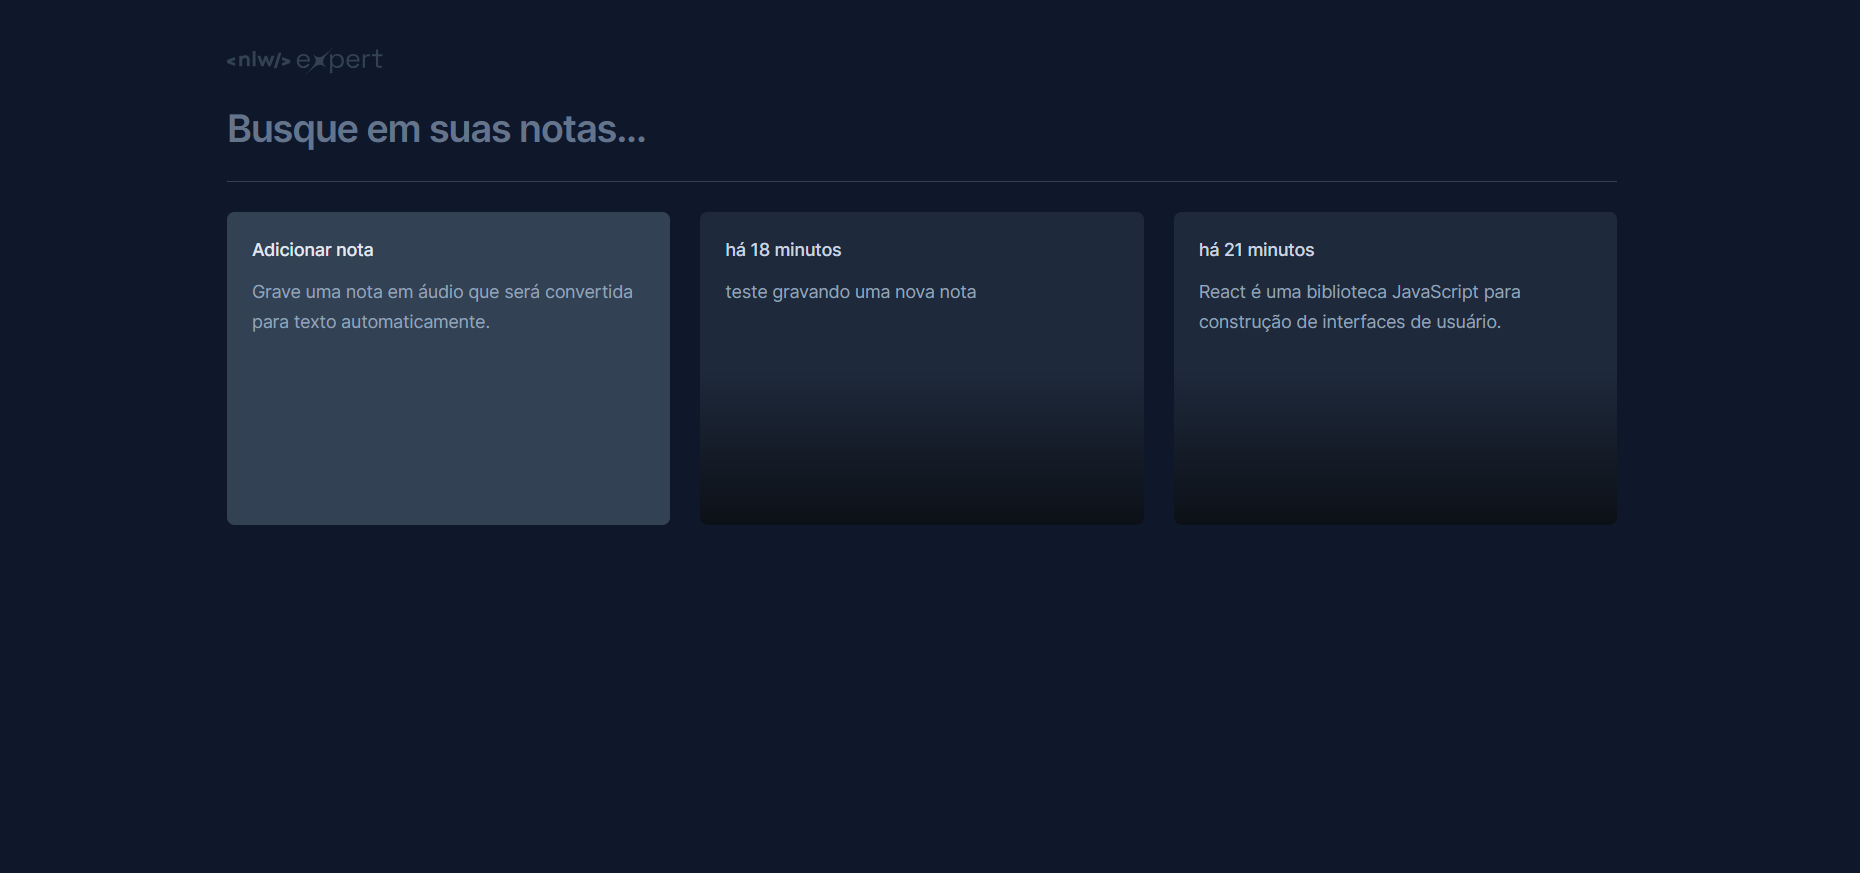 <nlw/> expert
Busque em suas notas...
Adicionar nota
Grave uma nota em áudio que será convertida
para texto automaticamente.
há 18 minutos
teste gravando uma nova nota
há 21 minutos
React é uma biblioteca JavaScript para
construção de interfaces de usuário.